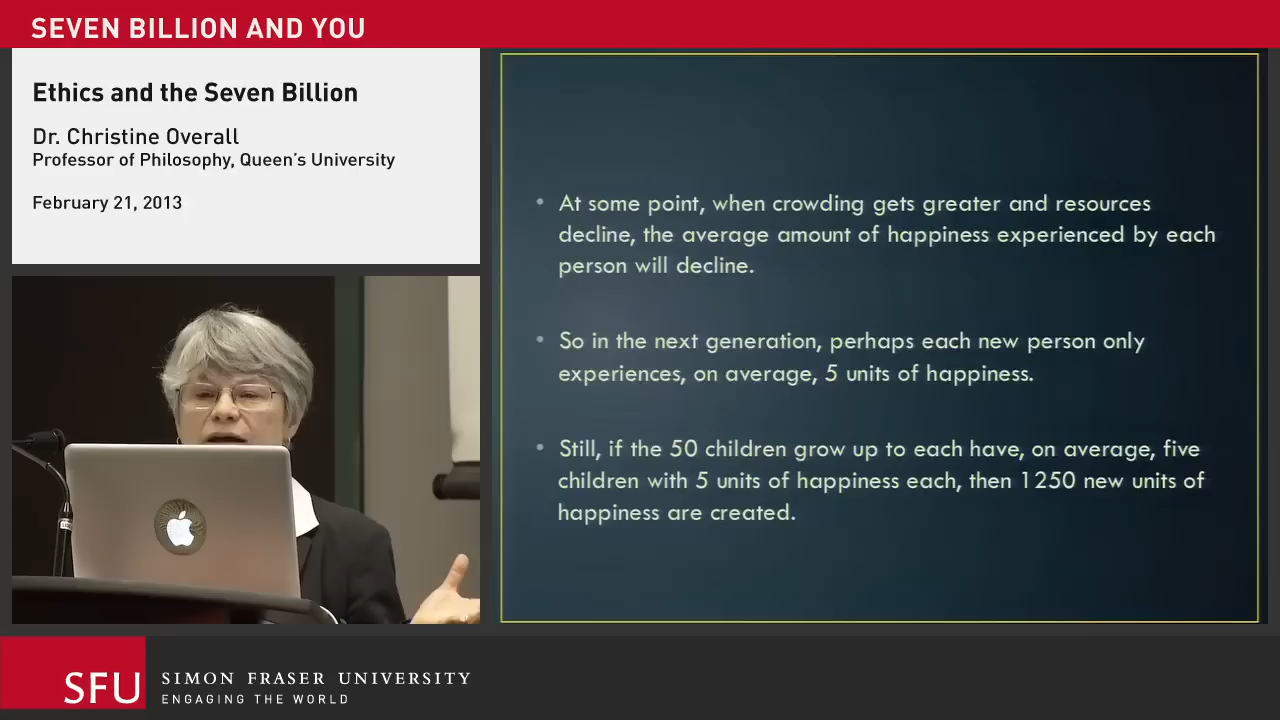 SEVEN BILLION AND YOU
Ethics and the Seven Billion
Dr. Christine Overall
Professor of Philosophy, Queen's University
February 21, 2013
• At some point, when crowding gets greater and resources
decline, the average amount of happiness experienced by each
person will decline.
• So in the next generation, perhaps each new person only
experiences, on average, 5 units of happiness.
• Still, if the 50 children grow up to each have, on average, five
children with 5 units of happiness each, then 1250 new units of
happiness are created.
SFU
SIMON FRASER UNIVERSITY
ENGAGING THE WORLD